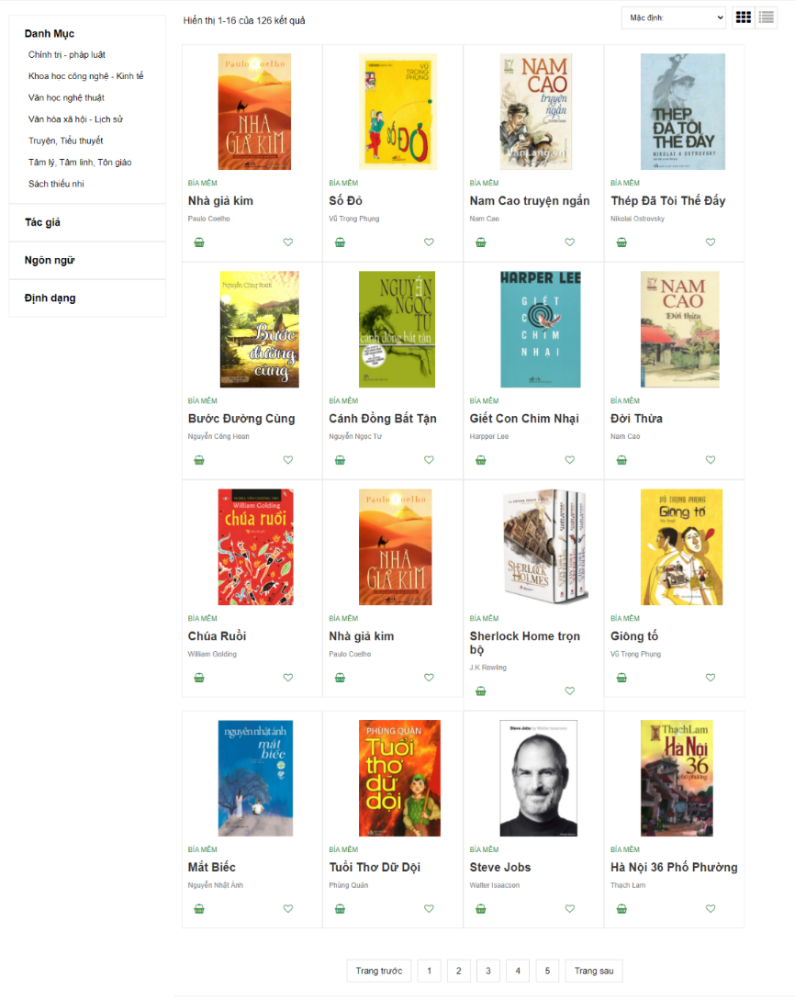 Hiển thị 1-16 của 126 kết quả
Mặc định:
Danh Mục
Chính trị - pháp luật
Khoa học công nghệ - Kinh tế
Văn học nghệ thuật
Văn hóa xã hội - Lịch sử
Truyện, Tiểu thuyết
Tâm lý, Tâm linh, Tôn giáo
Sách thiếu nhi
Tác giả
Ngôn ngữ
Định dạng
Paulo Coelho
NHÀ
GIẢ KIM
BÌA MỀM
Nhà giả kim
Paulo Coelho
VŨ
TRỌNG
PHỤNG
SỐ ĐỎ
BÌA MỀM
Số Đỏ
Vũ Trọng Phụng
NAM
CAO
truyện
ngắn
VanLang.vn
BÌA MỀM
Nam Cao truyện ngắn
Nam Cao
THÉP
ĐÃ TÔI
THẾ ĐẤY
NIKOLAI A OSTROVSKY
BÌA MỀM
Thép Đã Tôi Thế Đấy
Nikolai Ostrovsky
Nguyễn Công Hoan
Bước
đường
cùng
BÌA MỀM
Bước Đường Cùng
Nguyễn Công Hoan
NGUYỄN
NGỌC
TƯ
cánh đồng bất tận
BÌA MỀM
Cánh Đồng Bất Tận
Nguyễn Ngọc Tư
HARPER LEE
GIẾT
CON
CHIM
NHẠI
BÌA MỀM
Giết Con Chim Nhại
Harpper Lee
NAM
CAO
Đời thừa
BÌA MỀM
Đời Thừa
Nam Cao
William Golding
chúa ruồi
BÌA MỀM
Chúa Ruồi
William Golding
Paulo Coelho
NHÀ
GIẢ KIM
BÌA MỀM
Nhà giả kim
Paulo Coelho
SHERLOCK
HOLMES
BÌA MỀM
Sherlock Home trọn
bộ
J.K Rowling
VŨ TRỌNG PHỤNG
Giông tố
BÌA MỀM
Giông tố
Vũ Trọng Phụng
nguyễn nhật ánh
mắt
biếc
BÌA MỀM
Mắt Biếc
Nguyễn Nhật Ánh
PHÙNG QUÁN
Tuổi
thơ
dữ
dội
BÌA MỀM
Tuổi Thơ Dữ Dội
Phùng Quán
Steve Jobs by Walter Isaacson
BÌA MỀM
Steve Jobs
Walter Isaacson
Thạch Lam
Hà Nội
36
phố phường
BÌA MỀM
Hà Nội 36 Phố Phường
Thạch Lam
Trang trước
1
2
3
4
5
Trang sau